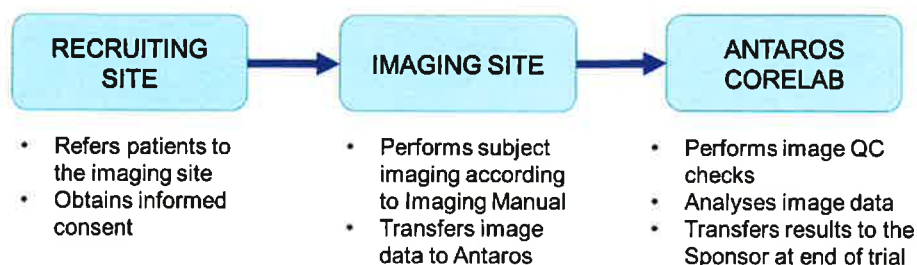 RECRUITING
SITE
• Refers patients to
the imaging site
• Obtains informed
consent
IMAGING SITE
• Performs subject
imaging according
to Imaging Manual
• Transfers image
data to Antaros
ANTAROS
CORELAB
• Performs image QC
checks
• Analyses image data
• Transfers results to the
Sponsor at end of trial